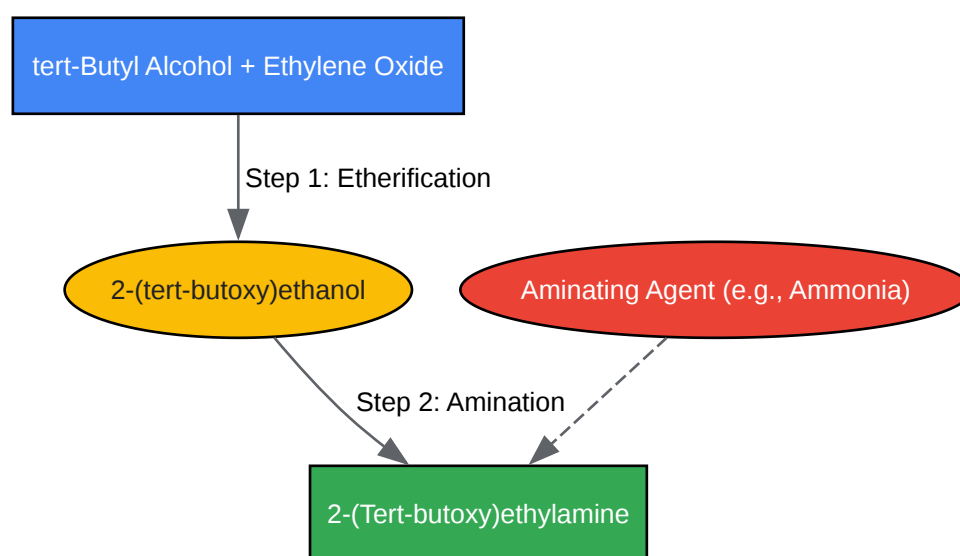 tert-Butyl Alcohol + Ethylene Oxide
Step 1: Etherification
2-(tert-butoxy)ethanol
Aminating Agent (e.g., Ammonia)
Step 2: Amination
2-(Tert-butoxy)ethylamine